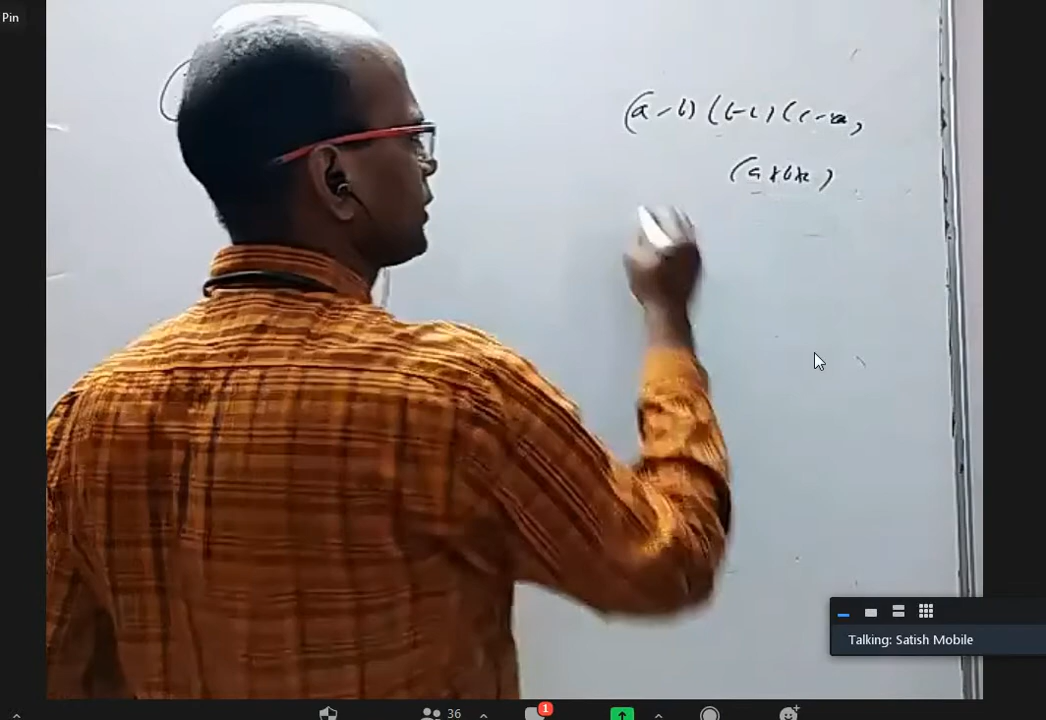 Pin
(a-b) (b-c) (c-a)
(a+b+c)
Talking: Satish Mobile
36
1